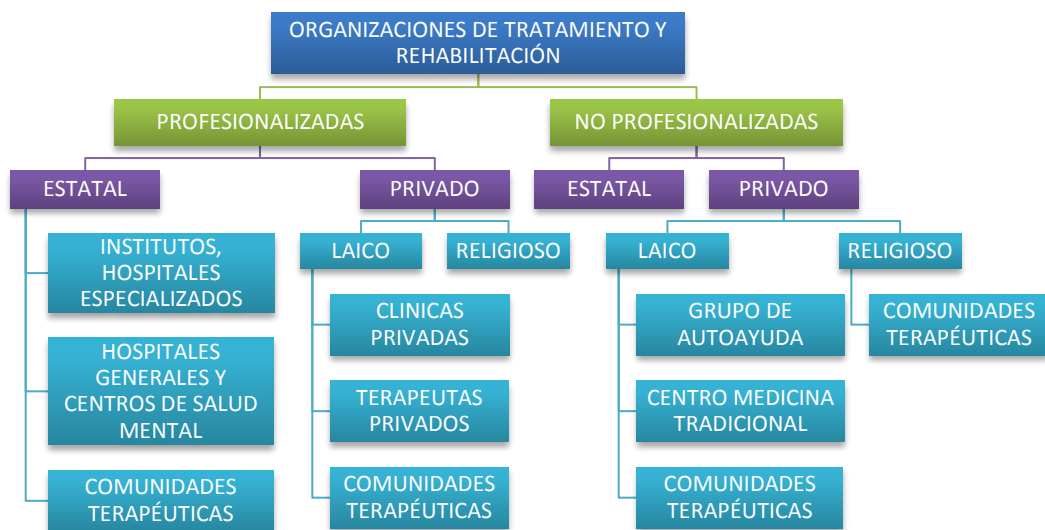 ORGANIZACIONES DE TRATAMIENTO Y
REHABILITACIÓN
PROFESIONALIZADAS
NO PROFESIONALIZADAS
ESTATAL
PRIVADO
ESTATAL
PRIVADO
INSTITUTOS,
HOSPITALES
ESPECIALIZADOS
HOSPITALES
GENERALES Y
CENTROS DE SALUD
MENTAL
COMUNIDADES
TERAPÉUTICAS
LAICO
RELIGIOSO
CLINICAS
PRIVADAS
TERAPEUTAS
PRIVADOS
COMUNIDADES
TERAPÉUTICAS
LAICO
RELIGIOSO
GRUPO DE
AUTOAYUDA
CENTRO MEDICINA
TRADICIONAL
COMUNIDADES
TERAPÉUTICAS
COMUNIDADES
TERAPÉUTICAS